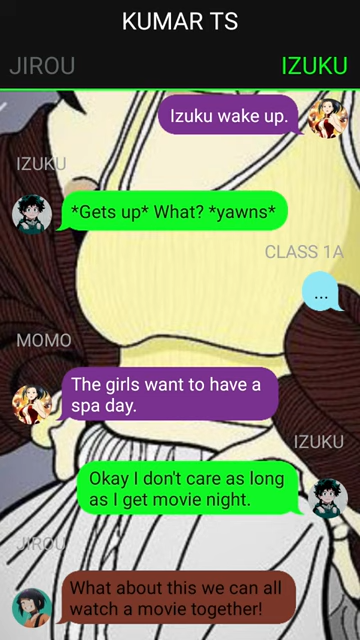 KUMAR TS
JIROU
IZUKU
Izuku wake up.
IZUKU
*Gets up* What? *yawns*
CLASS 1A
...
MOMO
The girls want to have a
spa day.
IZUKU
Okay I don't care as long
as I get movie night.
JIROU
What about this we can all
watch a movie together!